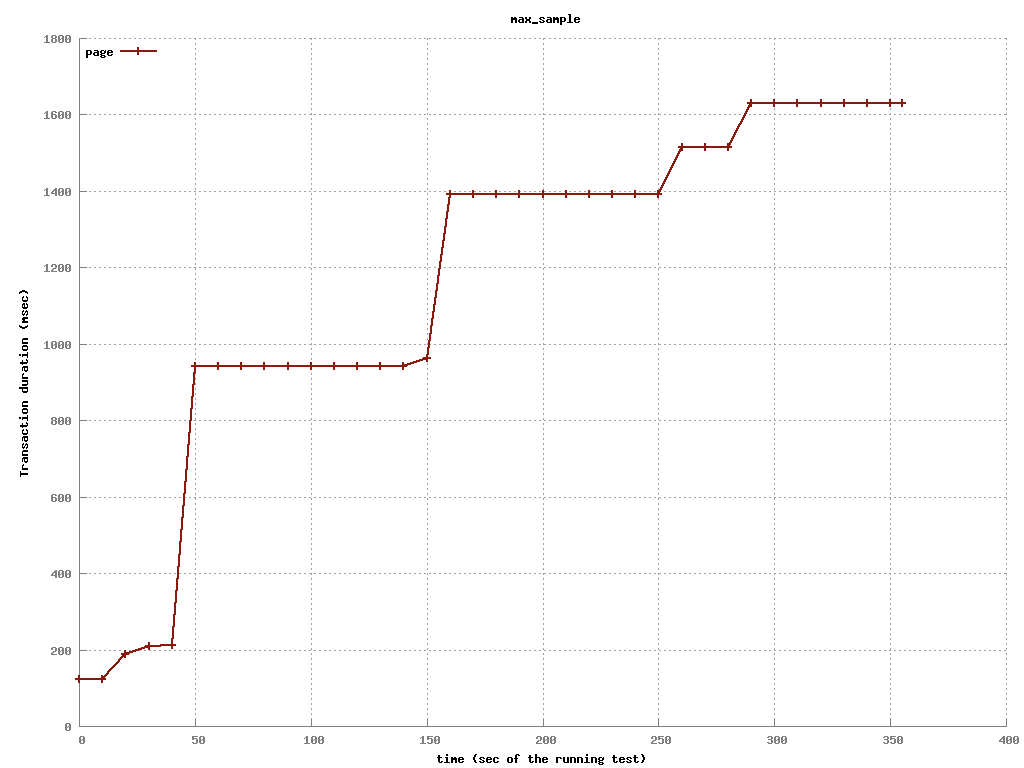 max_sample
page
1800
1600
1400
1200
1000
800
600
400
200
0
Transaction duration (msec)
0 50 100 150 200 250 300 350 400
time (sec of the running test)